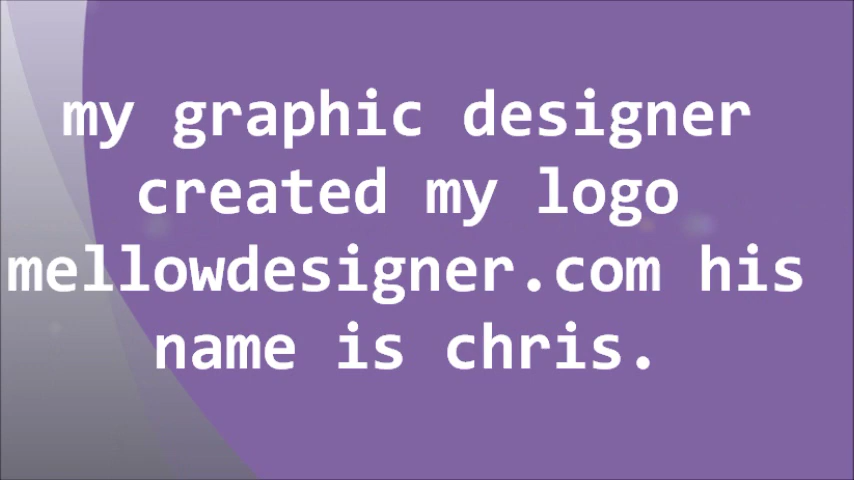 my graphic designer
created my logo
mellowdesigner.com his
name is chris.